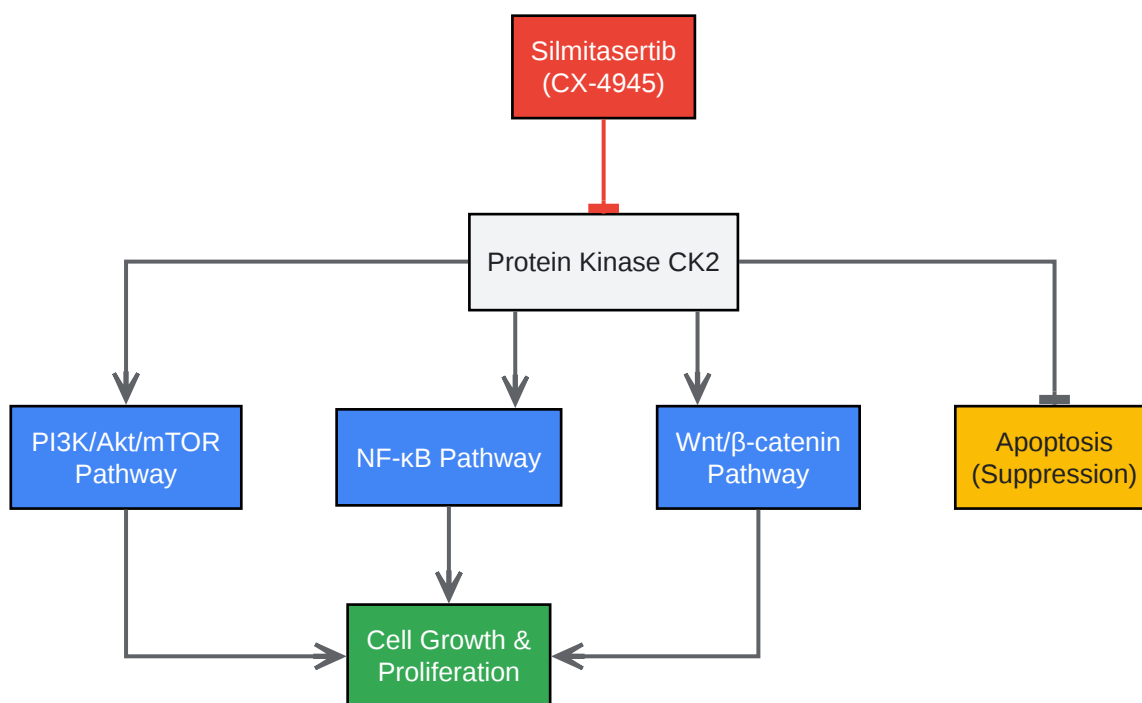 Silmitasertib
(CX-4945)
Protein Kinase CK2
PI3K/Akt/mTOR
Pathway
NF-κB Pathway
Wnt/β-catenin
Pathway
Apoptosis
(Suppression)
Cell Growth &
Proliferation